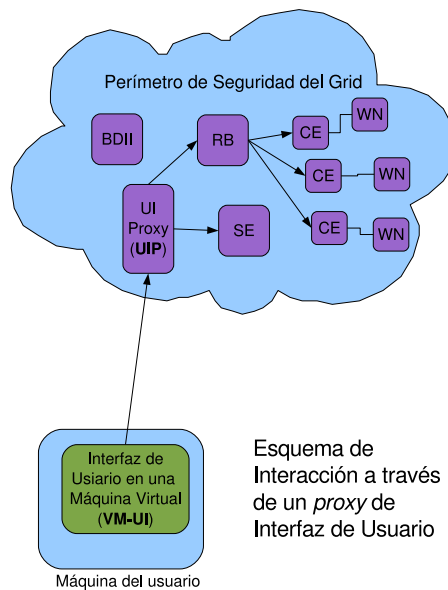 Perímetro de Seguridad del Grid
BDII
RB
CE
WN
CE
WN
CE
WN
UI
Proxy
(UIP)
SE
Interfaz de
Usiario en una
Máquina Virtual
(VM-UI)
Máquina del usuario
Esquema de
Interacción a través
de un proxy de
Interfaz de Usuario